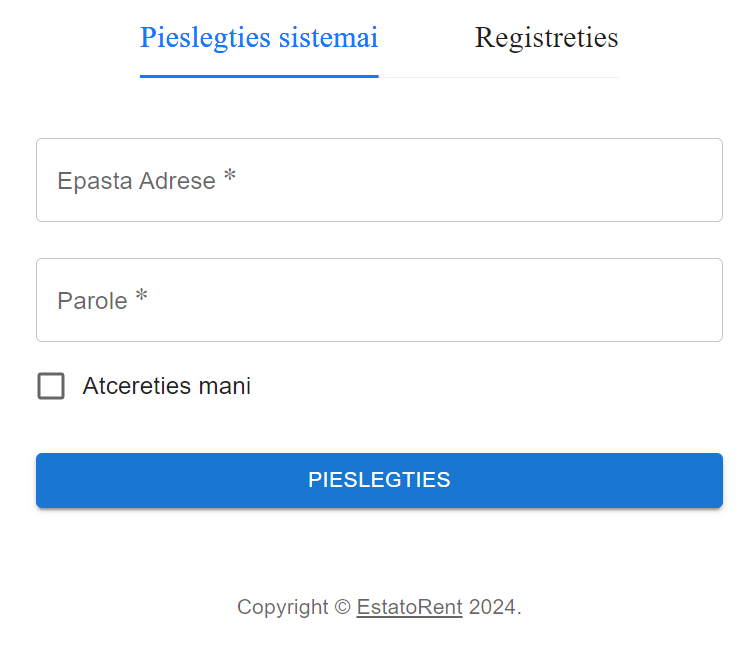 Pieslegties sistemai Registreties
Epasta Adrese *
Parole *
Atcereties mani
PIESLEGTIES
Copyright © EstatoRent 2024.